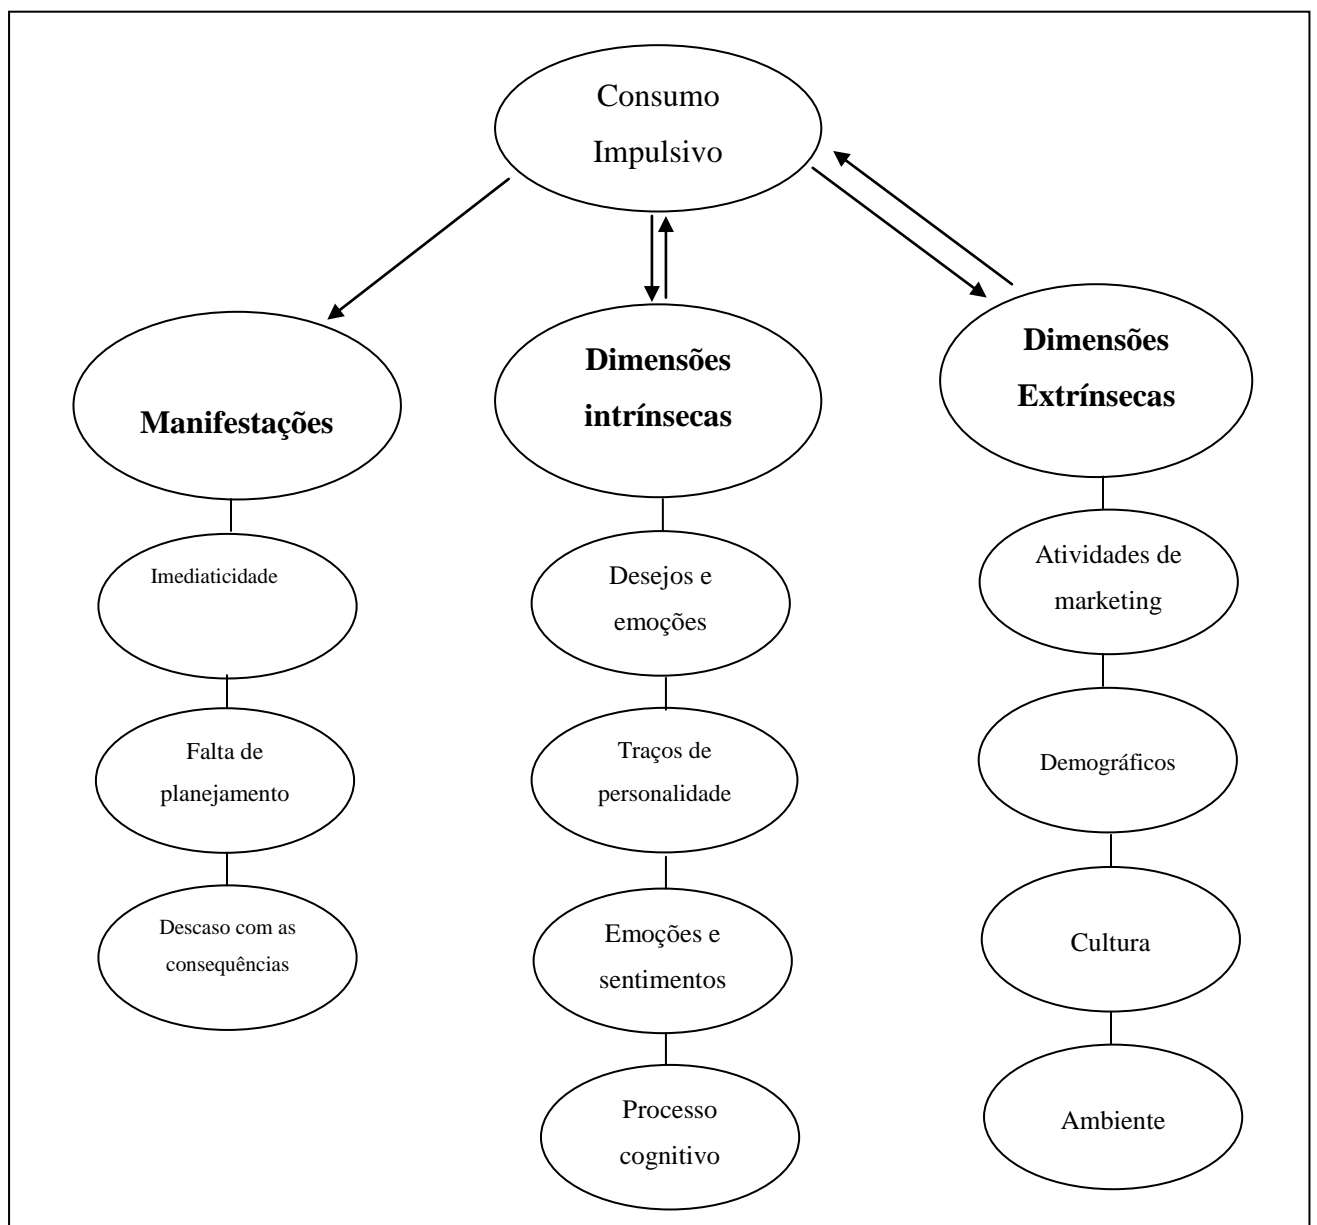 Consumo
Impulsivo
Manifestações
Dimensões
intrínsecas
Dimensões
Extrínsecas
Imediaticidade
Desejos e
emoções
Atividades de
marketing
Falta de
planejamento
Traços de
personalidade
Demográficos
Descaso com as
consequências
Emoções e
sentimentos
Cultura
Processo
cognitivo
Ambiente